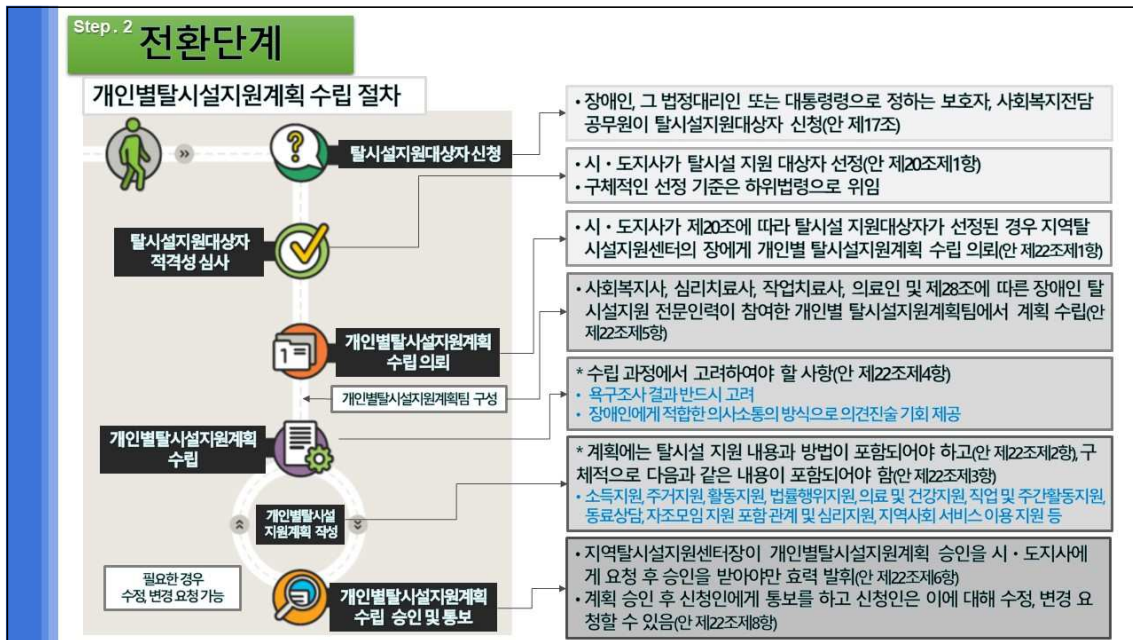 Step. 2
전환단계
개인별탈시설지원계획 수립 절차
탈시설지원대상자 신청
탈시설지원대상자
적격성 심사
개인별탈시설지원계획
수립 의뢰
개인별탈시설지원계획팀 구성
개인별탈시설지원계획
수립
개인별탈시설
지원계획 작성
필요한 경우
수정, 변경 요청 가능
개인별탈시설지원계획
수립 승인 및 통보
• 장애인, 그 법정대리인 또는 대통령령으로 정하는 보호자, 사회복지전담
공무원이 탈시설지원대상자 신청(안 제17조)
• 시・도지사가 탈시설 지원 대상자 선정(안 제20조제1항)
• 구체적인 선정 기준은 하위법령으로 위임
• 시・도지사가 제20조에 따라 탈시설 지원대상자가 선정된 경우 지역탈
시설지원센터의 장에게 개인별 탈시설지원계획 수립 의뢰(안 제22조제1항)
• 사회복지사, 심리치료사, 작업치료사, 의료인 및 제28조에 따른 장애인 탈
시설지원 전문인력이 참여한 개인별 탈시설지원계획팀에서 계획 수립(안
제22조제5항)
* 수립 과정에서 고려하여야 할 사항(안 제22조제4항)
• 욕구조사 결과 반드시 고려
• 장애인에게 적합한 의사소통의 방식으로 의견진술 기회 제공
* 계획에는 탈시설 지원 내용과 방법이 포함되어야 하고(안 제22조제2항), 구
체적으로 다음과 같은 내용이 포함되어야 함(안 제22조제3항)
• 소득지원, 주거지원, 활동지원, 법률행위지원, 의료 및 건강지원, 직업 및 주간활동지원,
동료상담, 자조모임 지원 포함 관계 및 심리지원, 지역사회 서비스 이용 지원 등
• 지역탈시설지원센터장이 개인별탈시설지원계획 승인을 시・도지사에
게 요청 후 승인을 받아야만 효력 발휘(안 제22조제6항)
• 계획 승인 후 신청인에게 통보를 하고 신청인은 이에 대해 수정, 변경 요
청할 수 있음(안 제22조제8항)